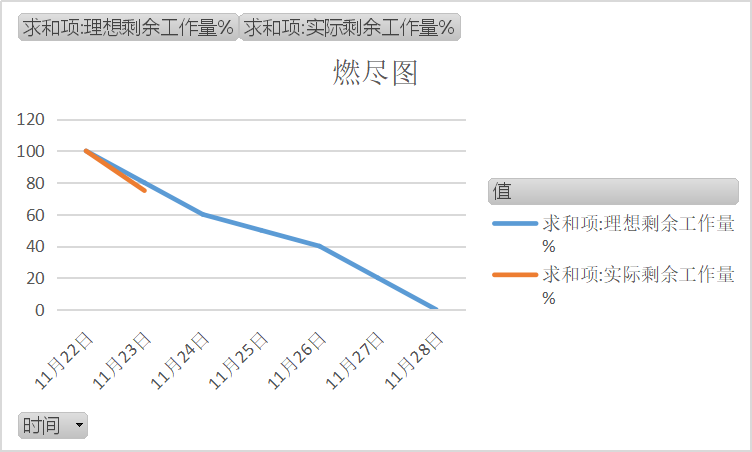 求和项:理想剩余工作量%
求和项:实际剩余工作量%
燃尽图
120
100
80
60
40
20
0
11月22日
11月23日
11月24日
11月25日
11月26日
11月27日
11月28日
值
求和项:理想剩余工作量
%
求和项:实际剩余工作量
%
时间